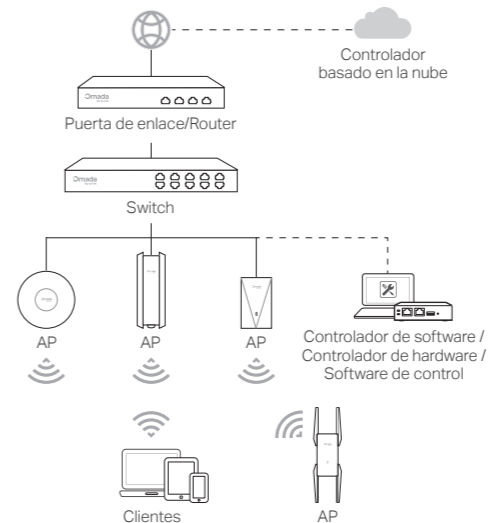 Controlador
basado en la nube
Omada
Puerta de enlace/Router
Omada
Switch
AP
AP
AP
Controlador de software /
Controlador de hardware /
Software de control
Clientes
AP